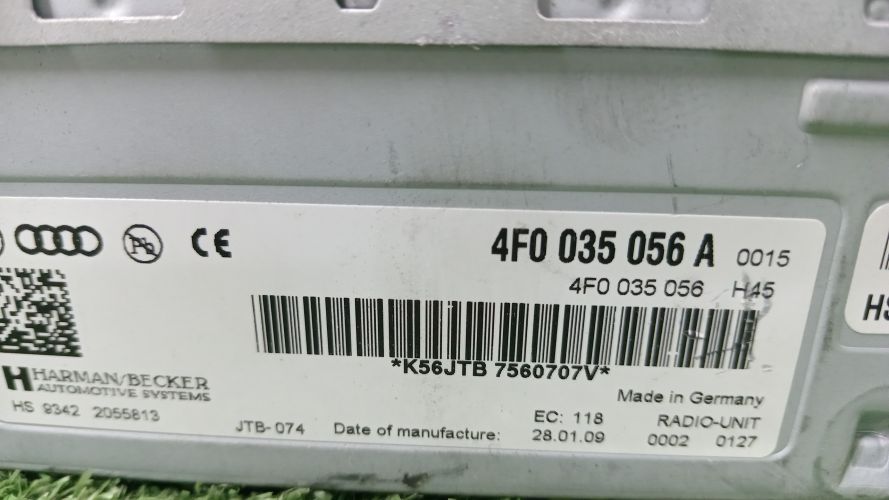 Pb
CE
4F0 035 056 A 0015
4F0 035 056 H45
*K56JTB 7560707V*
HARMAN/BECKER
AUTOMOTIVE SYSTEMS
HS 9342 2055813
Made in Germany
JTB-074 Date of manufacture:
EC: 118
28.01.09
RADIO-UNIT
0002 0127
HS